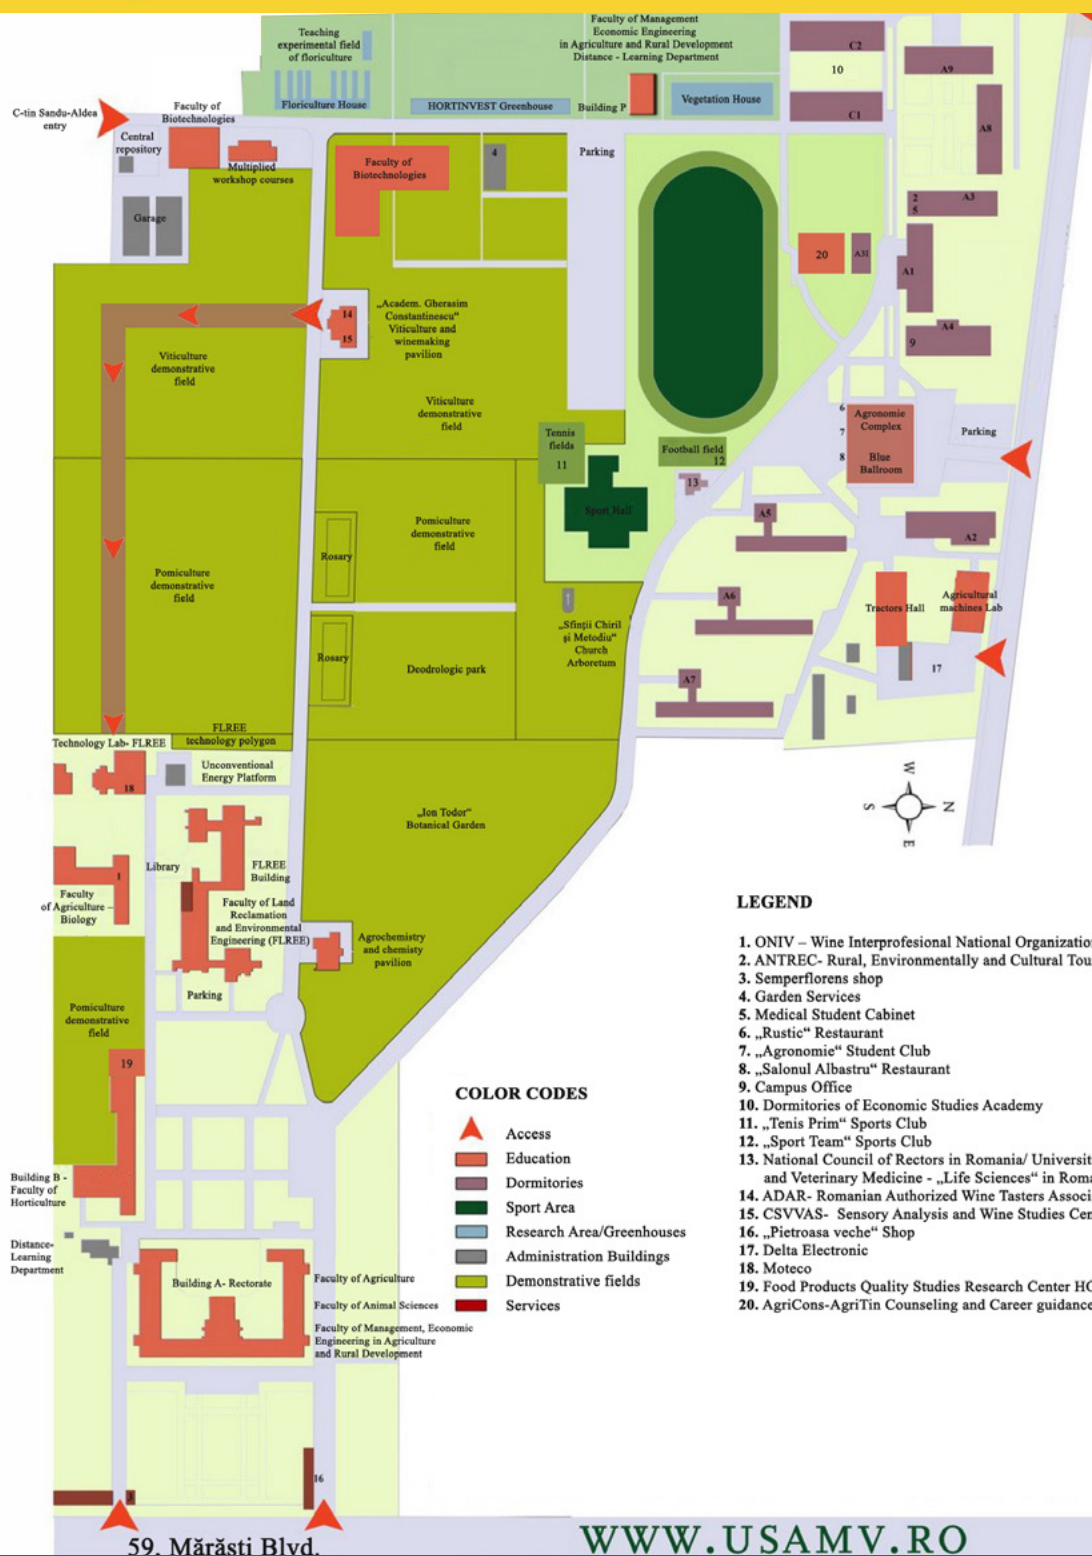 Teaching
experimental field
of floriculture
Floriculture House
HORTINVEST Greenhouse
Faculty of Management
Economic Engineering
in Agriculture and Rural Development
Distance - Learning Department
Building P
Vegetation House
C2
10
C1
A9
A8
2
5
A3
A1
A4
9
20
A31
C-tin Sandu-Aldea
entry
Faculty of
Biotechnologies
Central
repository
Multiplied
workshop courses
Garage
Faculty of
Biotechnologies
4
Parking
14
15
„Academ. Gherasim
Constantinescu“
Viticulture and
winemaking
pavilion
Viticulture
demonstrative
field
Viticulture
demonstrative
field
Tennis
fields
11
Football field
12
13
Sport Hall
6
7
8
Agronomie
Complex
Blue
Ballroom
Parking
A5
A2
A6
A7
Tractors Hall
Agricultural
machines Lab
17
Pomiculture
demonstrative
field
Pomiculture
demonstrative
field
Rosary
Rosary
Deodrologic park
„Sfinții Chiril
și Metodiu“
Church
Arboretum
Technology Lab- FLREE
FLREE
technology polygon
18
Unconventional
Energy Platform
„Ion Todor“
Botanical Garden
W
S
N
E
Library
FLREE
Building
1
Faculty
of Agriculture –
Biology
Faculty of Land
Reclamation
and Environmental
Engineering (FLREE)
Agrochemistry
and chemisty
pavilion
Parking
Pomiculture
demonstrative
field
19
Building B -
Faculty of
Horticulture
Distance-
Learning
Department
Building A- Rectorate
Faculty of Agriculture
Faculty of Animal Sciences
Faculty of Management, Economic
Engineering in Agriculture
and Rural Development
3
16
COLOR CODES
Access
Education
Dormitories
Sport Area
Research Area/Greenhouses
Administration Buildings
Demonstrative fields
Services
LEGEND
1. ONIV – Wine Interprofesional National Organization
2. ANTREC- Rural, Environmentally and Cultural Tou
3. Semperflorens shop
4. Garden Services
5. Medical Student Cabinet
6. „Rustic“ Restaurant
7. „Agronomie“ Student Club
8. „Salonul Albastru“ Restaurant
9. Campus Office
10. Dormitories of Economic Studies Academy
11. „Tenis Prim“ Sports Club
12. „Sport Team“ Sports Club
13. National Council of Rectors in Romania/ Universit
and Veterinary Medicine - „Life Sciences“ in Roma
14. ADAR- Romanian Authorized Wine Tasters Associ
15. CSVVAS- Sensory Analysis and Wine Studies Cen
16. „Pietroasa veche“ Shop
17. Delta Electronic
18. Moteco
19. Food Products Quality Studies Research Center HO
20. AgriCons-AgriTin Counseling and Career guidance
59. Mărăști Blvd.
WWW.USAMV.RO